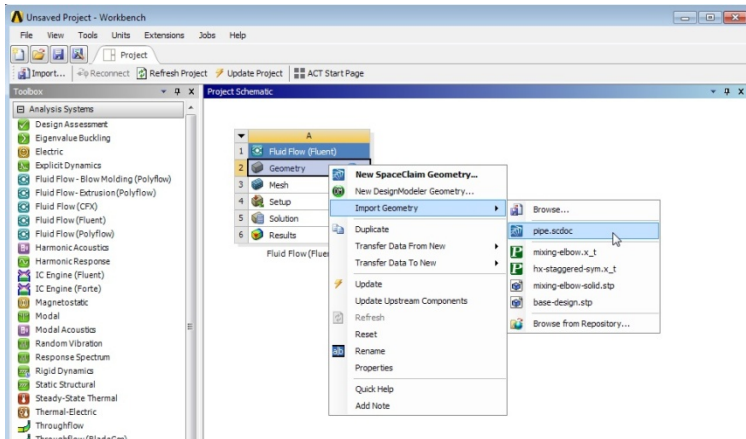 Unsaved Project - Workbench
File View Tools Units Extensions Jobs Help
Project
Import... Reconnect Refresh Project Update Project ACT Start Page
Toolbox
Project Schematic
Analysis Systems
Design Assessment
Eigenvalue Buckling
Electric
Explicit Dynamics
Fluid Flow - Blow Molding (Polyflow)
Fluid Flow - Extrusion (Polyflow)
Fluid Flow (CFX)
Fluid Flow (Fluent)
Fluid Flow (Polyflow)
Harmonic Acoustics
Harmonic Response
IC Engine (Fluent)
IC Engine (Forte)
Magnetostatic
Modal
Modal Acoustics
Random Vibration
Response Spectrum
Rigid Dynamics
Static Structural
Steady-State Thermal
Thermal-Electric
Throughflow
Throughflow (BladeGen)
A
1 Fluid Flow (Fluent)
2 Geometry
3 Mesh
4 Setup
5 Solution
6 Results
Fluid Flow (Flue
New SpaceClaim Geometry...
New DesignModeler Geometry...
Import Geometry
Duplicate
Transfer Data From New
Transfer Data To New
Update
Update Upstream Components
Refresh
Reset
Rename
Properties
Quick Help
Add Note
Browse...
pipe.scdoc
mixing-elbow.x_t
hx-staggered-sym.x_t
mixing-elbow-solid.stp
base-design.stp
Browse from Repository...